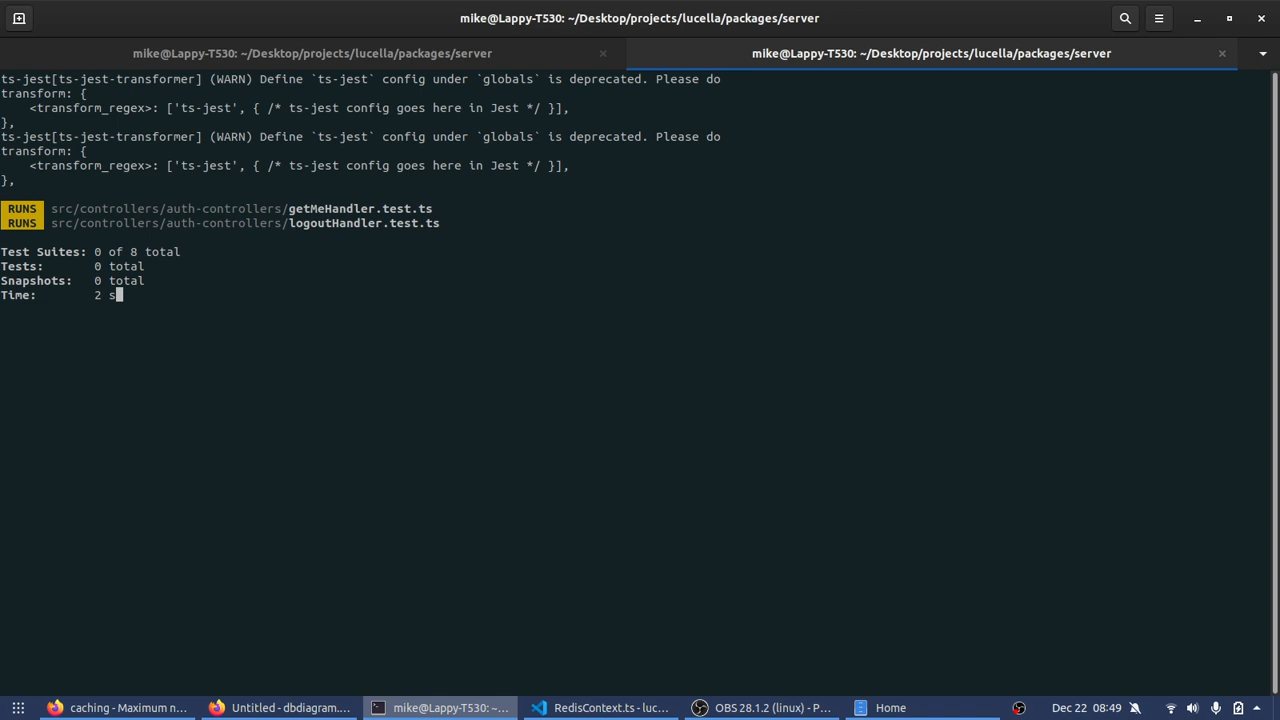 mike@Lappy-T530: ~/Desktop/projects/lucella/packages/server
mike@Lappy-T530: ~/Desktop/projects/lucella/packages/server
mike@Lappy-T530: ~/Desktop/projects/lucella/packages/server
ts-jest[ts-jest-transformer] (WARN) Define `ts-jest` config under `globals` is deprecated. Please do
transform: {
    <transform_regex>: ['ts-jest', { /* ts-jest config goes here in Jest */ }],
},
ts-jest[ts-jest-transformer] (WARN) Define `ts-jest` config under `globals` is deprecated. Please do
transform: {
    <transform_regex>: ['ts-jest', { /* ts-jest config goes here in Jest */ }],
},
RUNS src/controllers/auth-controllers/getMeHandler.test.ts
RUNS src/controllers/auth-controllers/logoutHandler.test.ts
Test Suites: 0 of 8 total
Tests: 0 total
Snapshots: 0 total
Time: 2 s
caching - Maximum n...
Untitled - dbdiagram....
mike@Lappy-T530: ~...
RedisContext.ts - luc...
OBS 28.1.2 (linux) - P...
Home
Dec 22 08:49